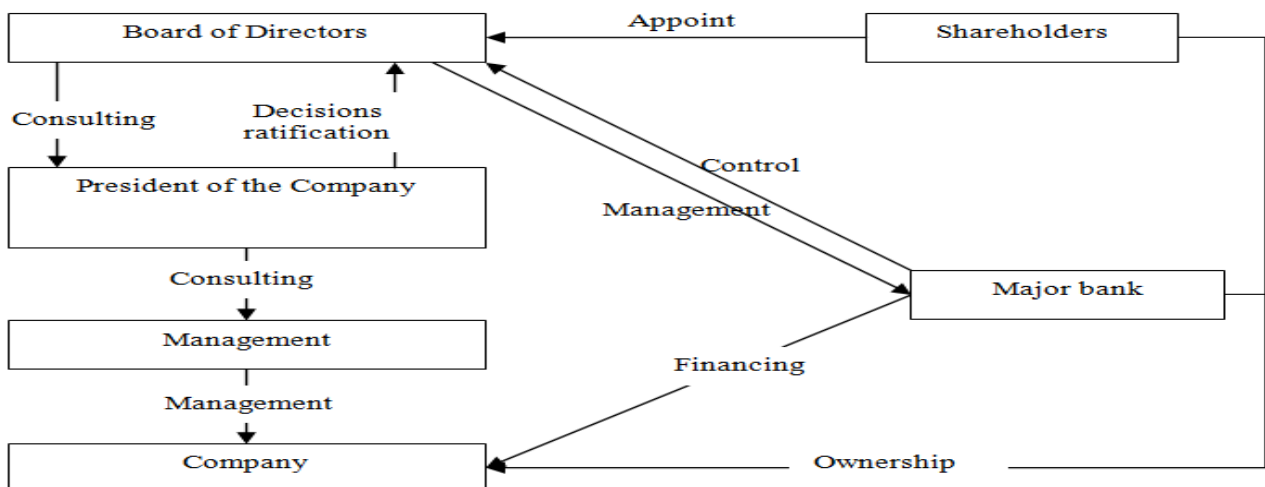 Board of Directors
Appoint
Shareholders
Consulting
Decisions
ratification
Control
President of the Company
Management
Consulting
Major bank
Management
Financing
Management
Company
Ownership